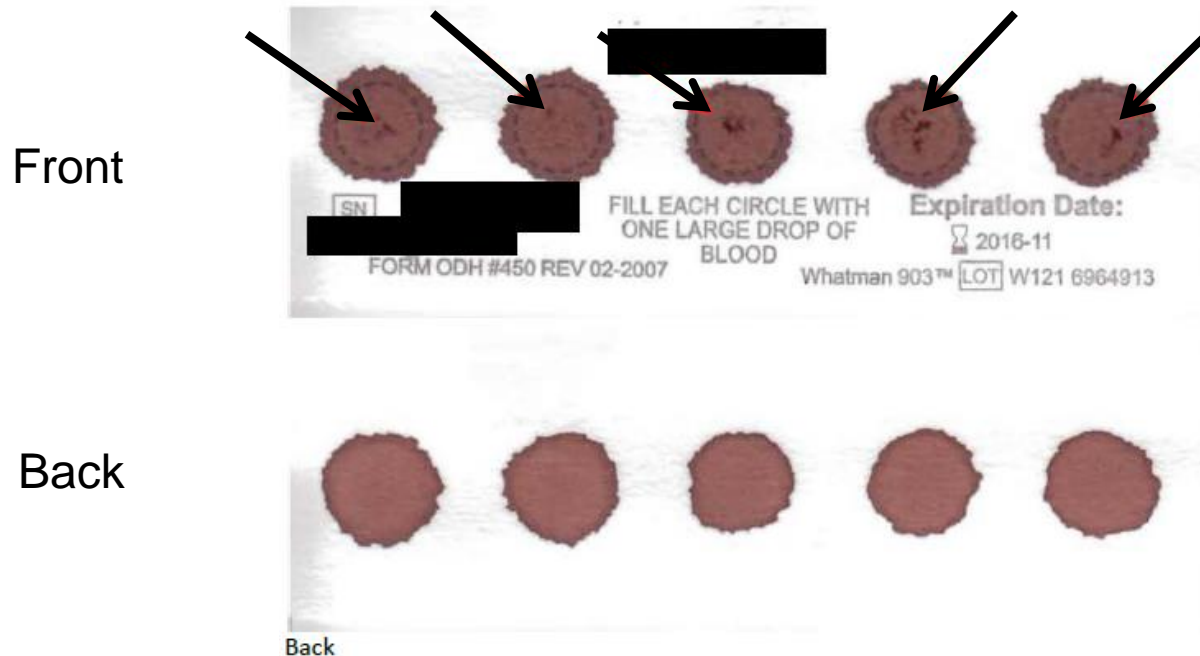 Front
SN
FILL EACH CIRCLE WITH
ONE LARGE DROP OF
BLOOD
Expiration Date:
2016-11
FORM ODH #450 REV 02-2007
Whatman 903™ LOT W121 6964913
Back
Back